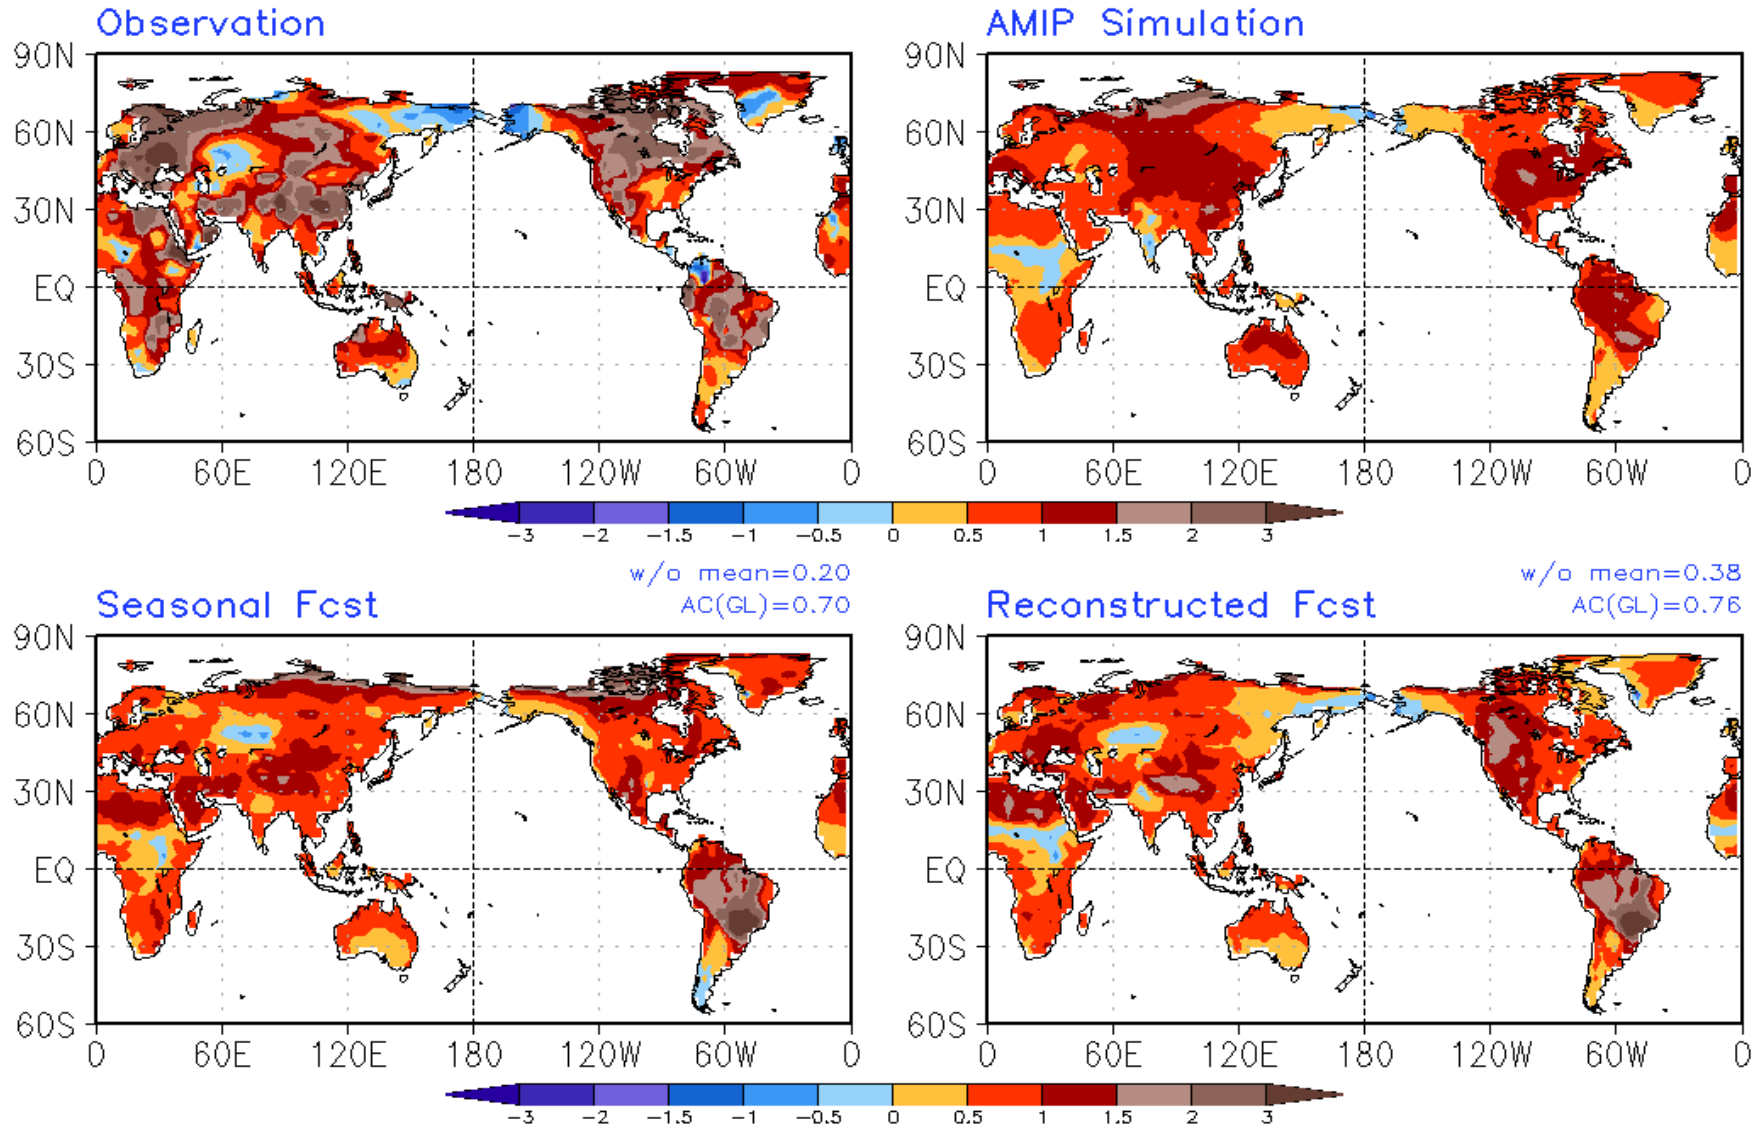 Observation
AMIP Simulation
90N
60N
30N
EQ
30S
60S
0 60E 120E 180 120W 60W 0
90N
60N
30N
EQ
30S
60S
0 60E 120E 180 120W 60W 0
-3 -2 -1.5 -1 -0.5 0 0.5 1 1.5 2 3
w/o mean=0.20
Seasonal Fcst AC(GL)=0.70
w/o mean=0.38
Reconstructed Fcst AC(GL)=0.76
90N
60N
30N
EQ
30S
60S
0 60E 120E 180 120W 60W 0
90N
60N
30N
EQ
30S
60S
0 60E 120E 180 120W 60W 0
-3 -2 -1.5 -1 -0.5 0 0.5 1 1.5 2 3